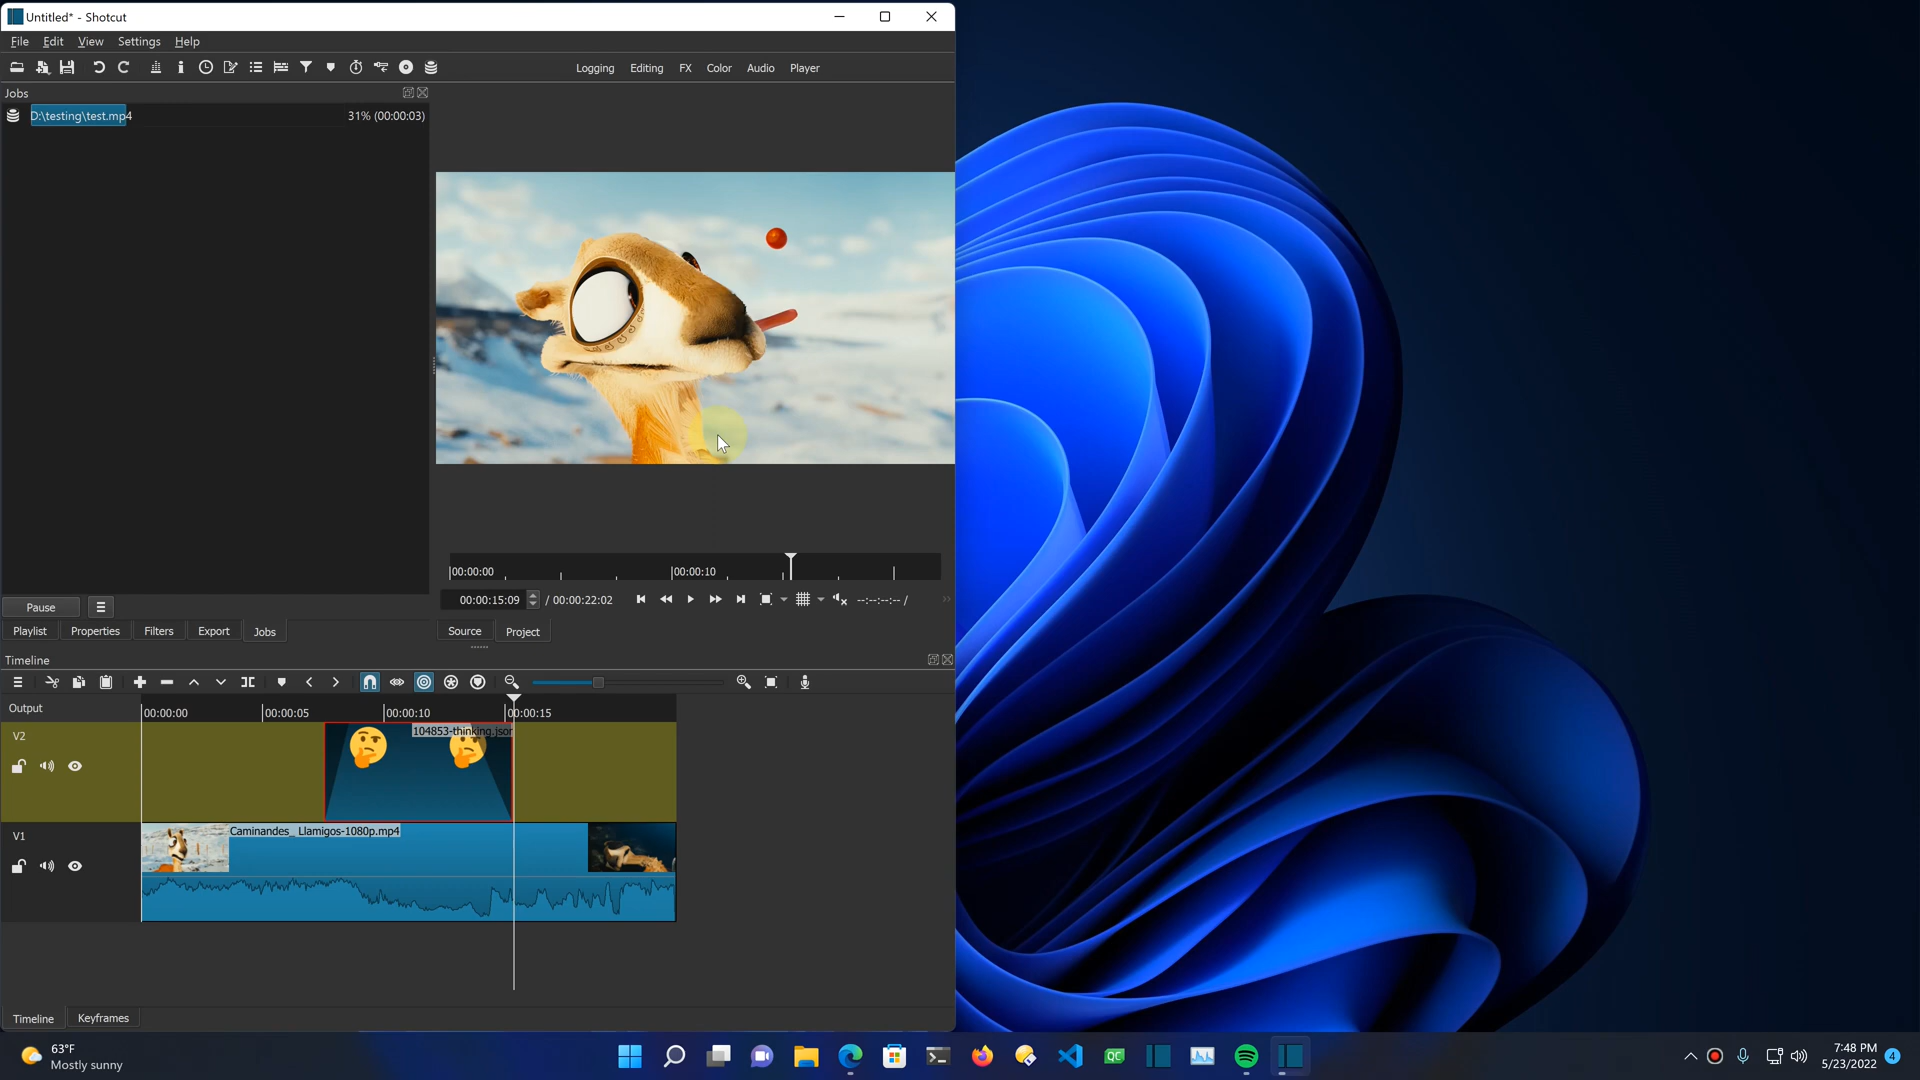 Untitled* - Shotcut
File Edit View Settings Help
Logging Editing FX Color Audio Player
Jobs
D:\testing\test.mp4 31% (00:00:03)
00:00:00 00:00:10
Pause
00:00:15:09 / 00:00:22:02 --:--:--:-- /
Playlist Properties Filters Export Jobs
Source Project
Timeline
Output
00:00:00 00:00:05 00:00:10 00:00:15
V2
104853-thinking.json
V1
Caminandes_ Llamigos-1080p.mp4
Timeline Keyframes
63°F
Mostly sunny
QC
7:48 PM
5/23/2022
4